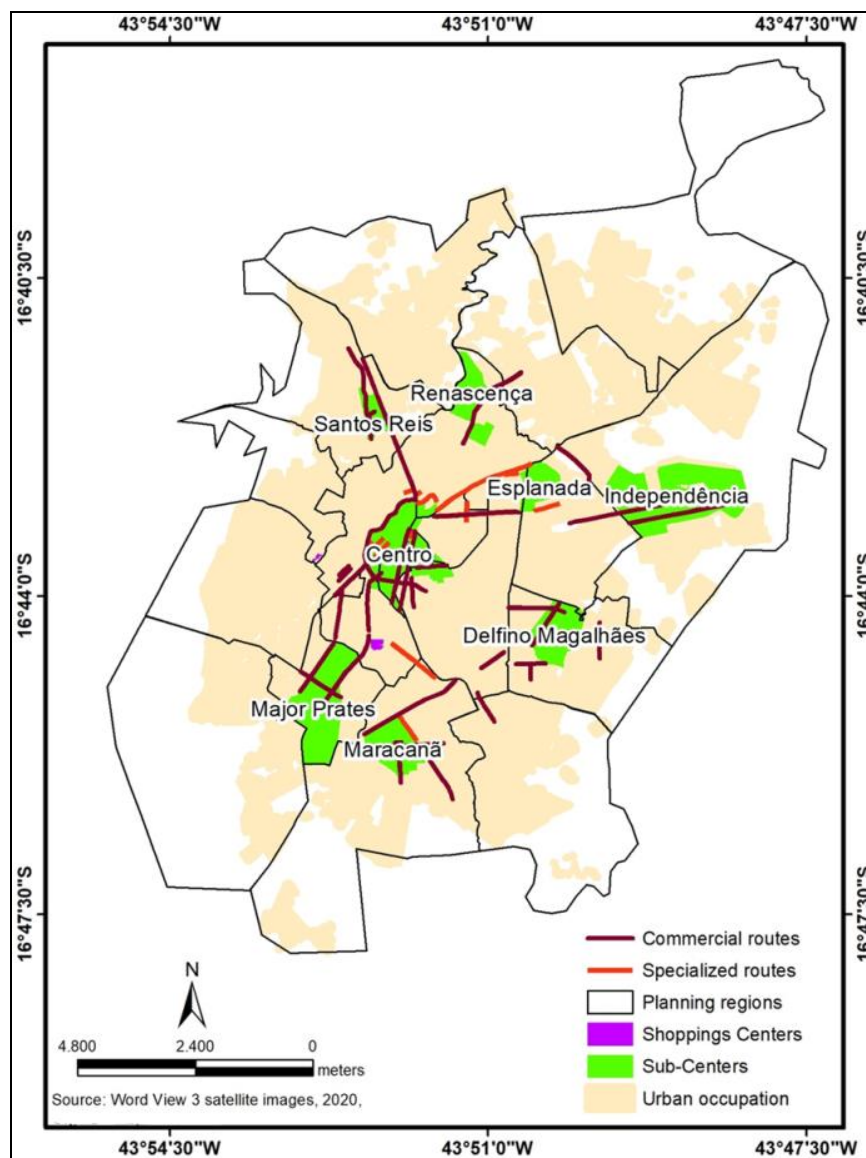 43°54'30"W 43°51'0"W 43°47'30"W
16°40'30"S 16°40'30"S
Renascença
Santos Reis
Esplanada
Independência
Centro
16°44'0"S 16°44'0"S
Delfino Magalhães
Major Prates
Maracanã
16°47'30"S 16°47'30"S
Commercial routes
Specialized routes
Planning regions
Shoppings Centers
Sub-Centers
Urban occupation
N
4.800 2.400 0
meters
Source: Word View 3 satellite images, 2020,
43°54'30"W 43°51'0"W 43°47'30"W